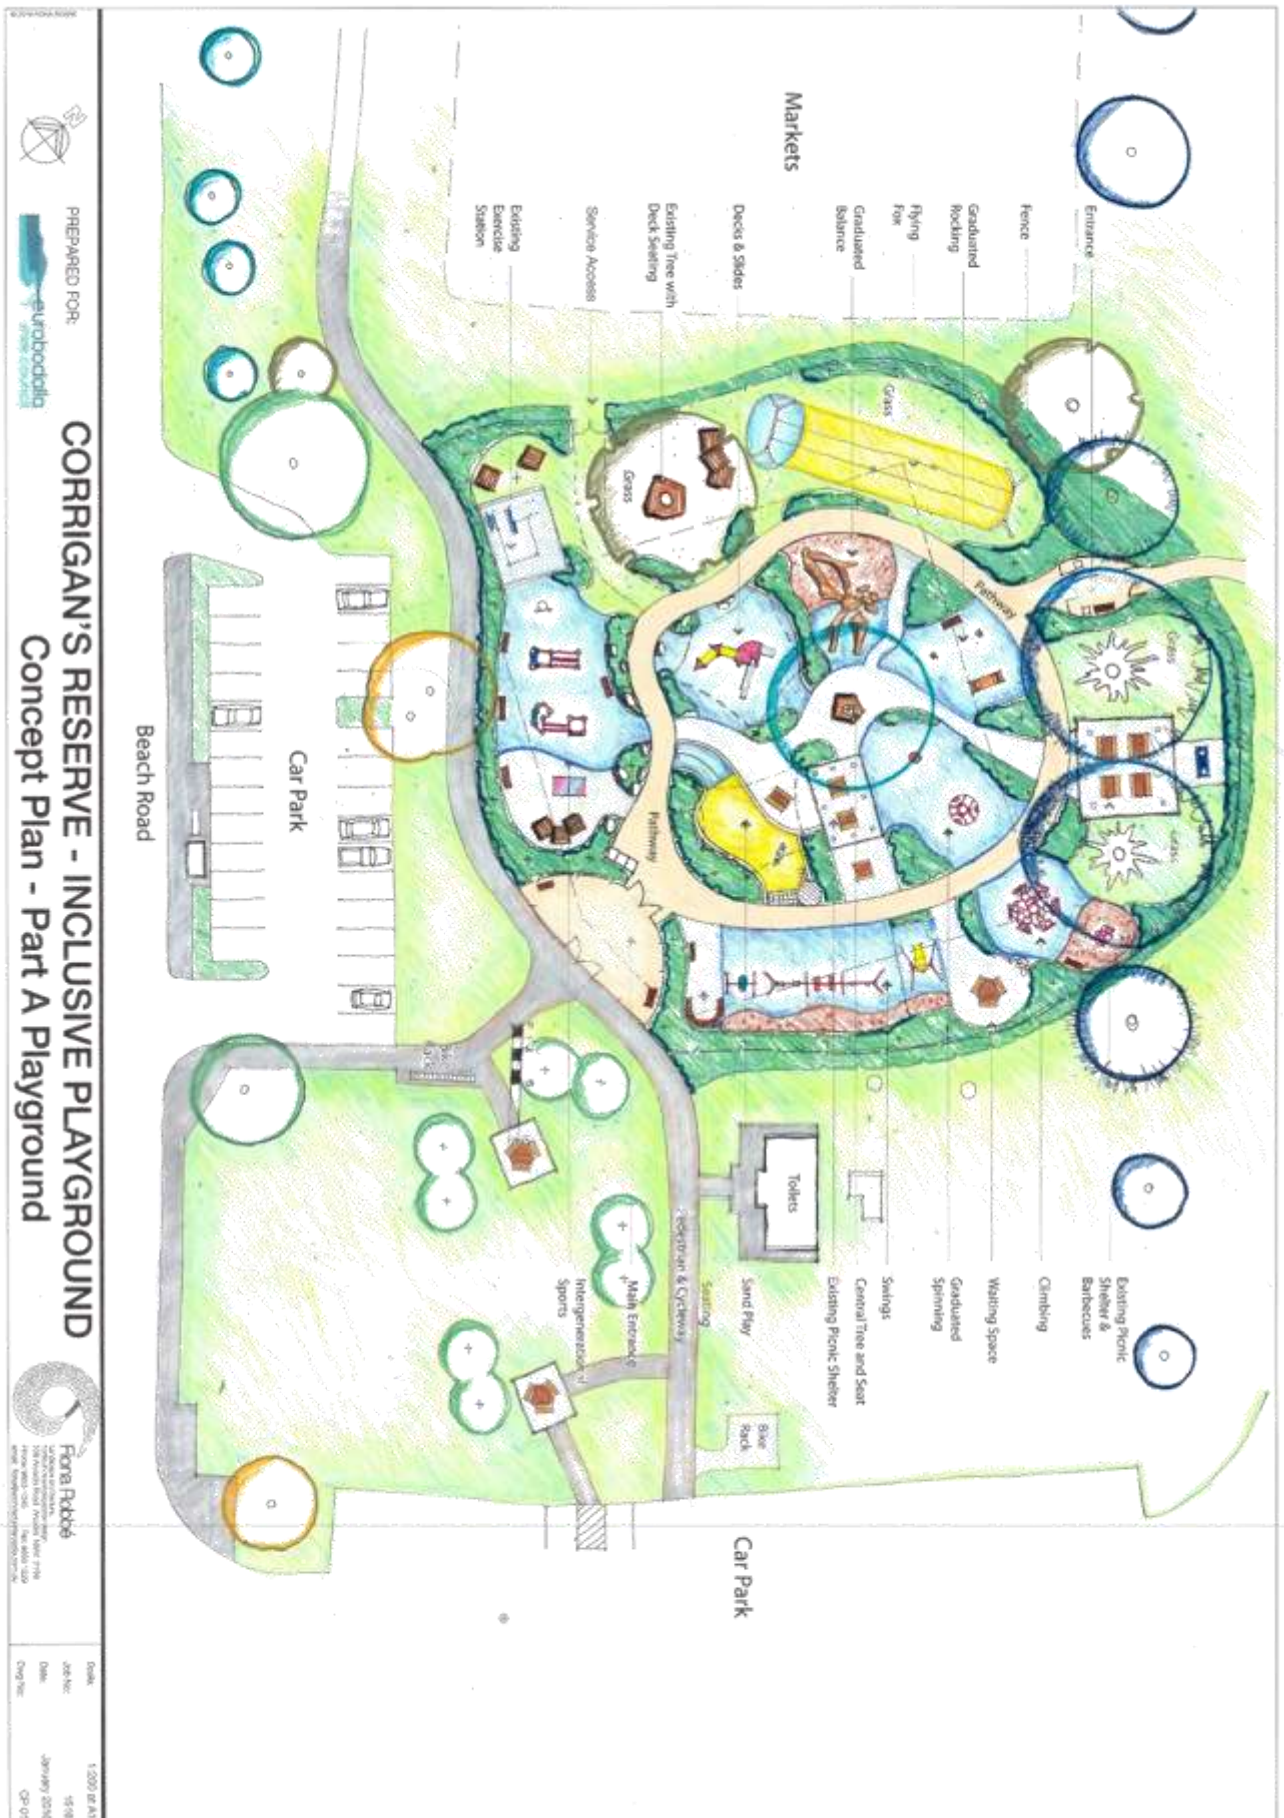 Markets
Existing
Exercise
Station
Service Access
Existing Tree with
Deck Seating
Decks & Slides
Graduated
Balance
Flying
Fox
Graduated
Rocking
Fence
Entrance
Grass
Grass
Grass
Grass
Pathway
Pathway
Car Park
Beach Road
Toilets
Pedestrian & Cycleway
Bike
Rack
Car Park
Intergenerational
Sports
Main Entrance
Seating
Sand Play
Existing Picnic Shelter
Central Tree and Seat
Swings
Graduated
Spinning
Waiting Space
Climbing
Existing Picnic
Shelter &
Barbecues
N
PREPARED FOR:
eurobodalla
shire council
CORRIGAN'S RESERVE - INCLUSIVE PLAYGROUND
Concept Plan - Part A Playground
Fiona Robbé
Scale: 1:200 at A1
Job No:
Date: January
Dwg No: